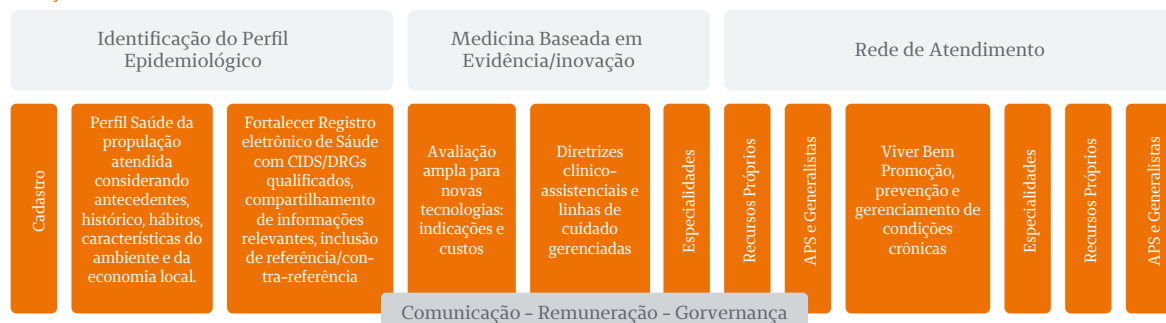 Identificação do Perfil
Epidemiológico
Medicina Baseada em
Evidência/inovação
Rede de Atendimento
Cadastro
Perfil Saúde da
propulação
atendida
considerando
antecedentes,
histórico, hábitos,
características do
ambiente e da
economia local.
Fortalecer Registro
eletrônico de Sáude
com CIDS/DRGs
qualificados,
compartilhamento
de informações
relevantes, inclusão
de referência/con-
tra-referência
Avaliação
ampla para
novas
tecnologias:
indicações e
custos
Diretrizes
clinico-
assistenciais e
linhas de
cuidado
gerenciadas
Especialidades
Recursos Próprios
APS e Generalistas
Viver Bem
Promoção,
prevenção e
gerenciamento de
condições
crônicas
Especialidades
Recursos Próprios
APS e Generalistas
Comunicação - Remuneração - Gorvernança